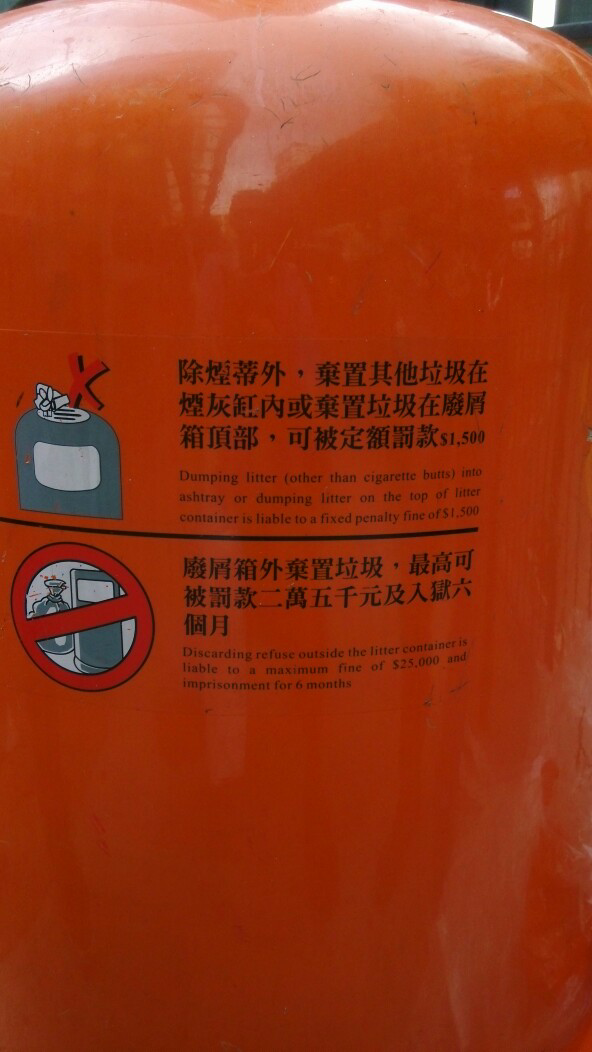 除煙蒂外，棄置其他垃圾在
煙灰缸內或棄置垃圾在廢屑
箱頂部，可被定額罰款$1,500
Dumping litter (other than cigarette butts) into
ashtray or dumping litter on the top of litter
container is liable to a fixed penalty fine of $1,500
廢屑箱外棄置垃圾，最高可
被罰款二萬五千元及入獄六
個月
Discarding refuse outside the litter container is
liable to a maximum fine of $25,000 and
imprisonment for 6 months